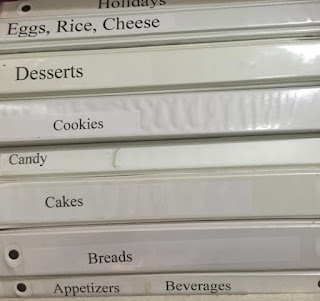 Holidays
Eggs, Rice, Cheese
Desserts
Cookies
Candy
Cakes
Breads
Appetizers Beverages